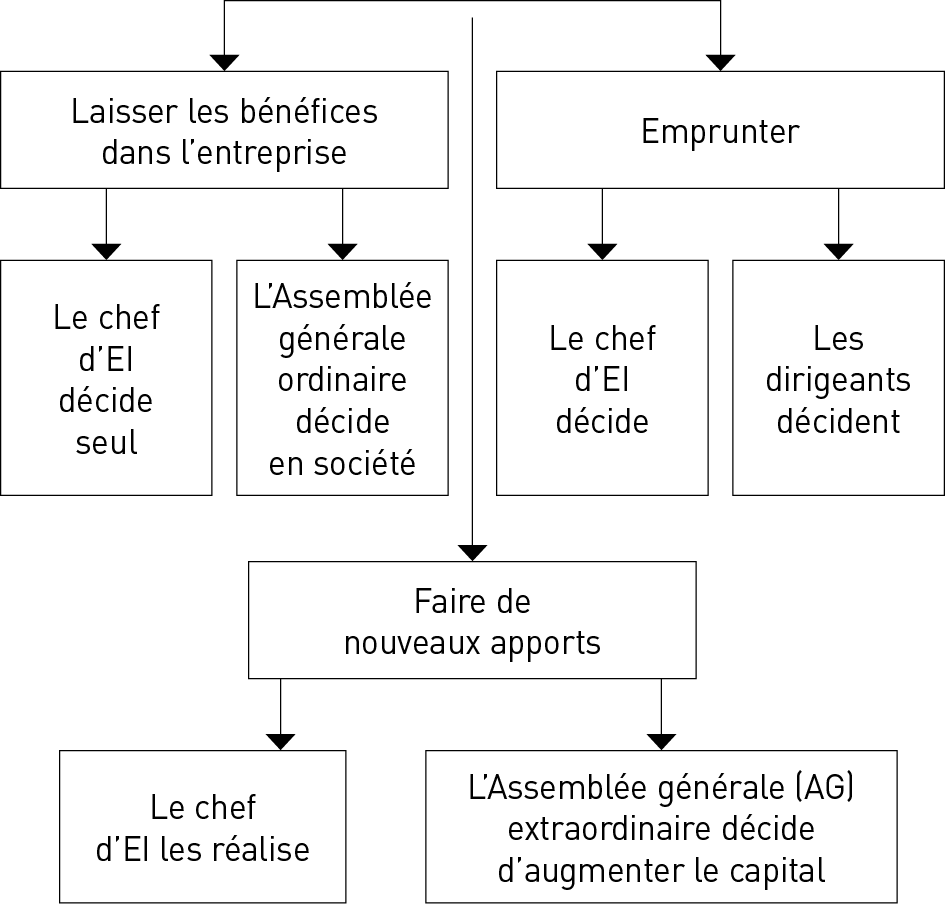 Laisser les bénéfices
dans l’entreprise
Emprunter
Le chef
d’EI
décide
seul
L’Assemblée
générale
ordinaire
décide
en société
Le chef
d’EI
décide
Les
dirigeants
décident
Faire de
nouveaux apports
Le chef
d’EI les réalise
L’Assemblée générale (AG)
extraordinaire décide
d’augmenter le capital